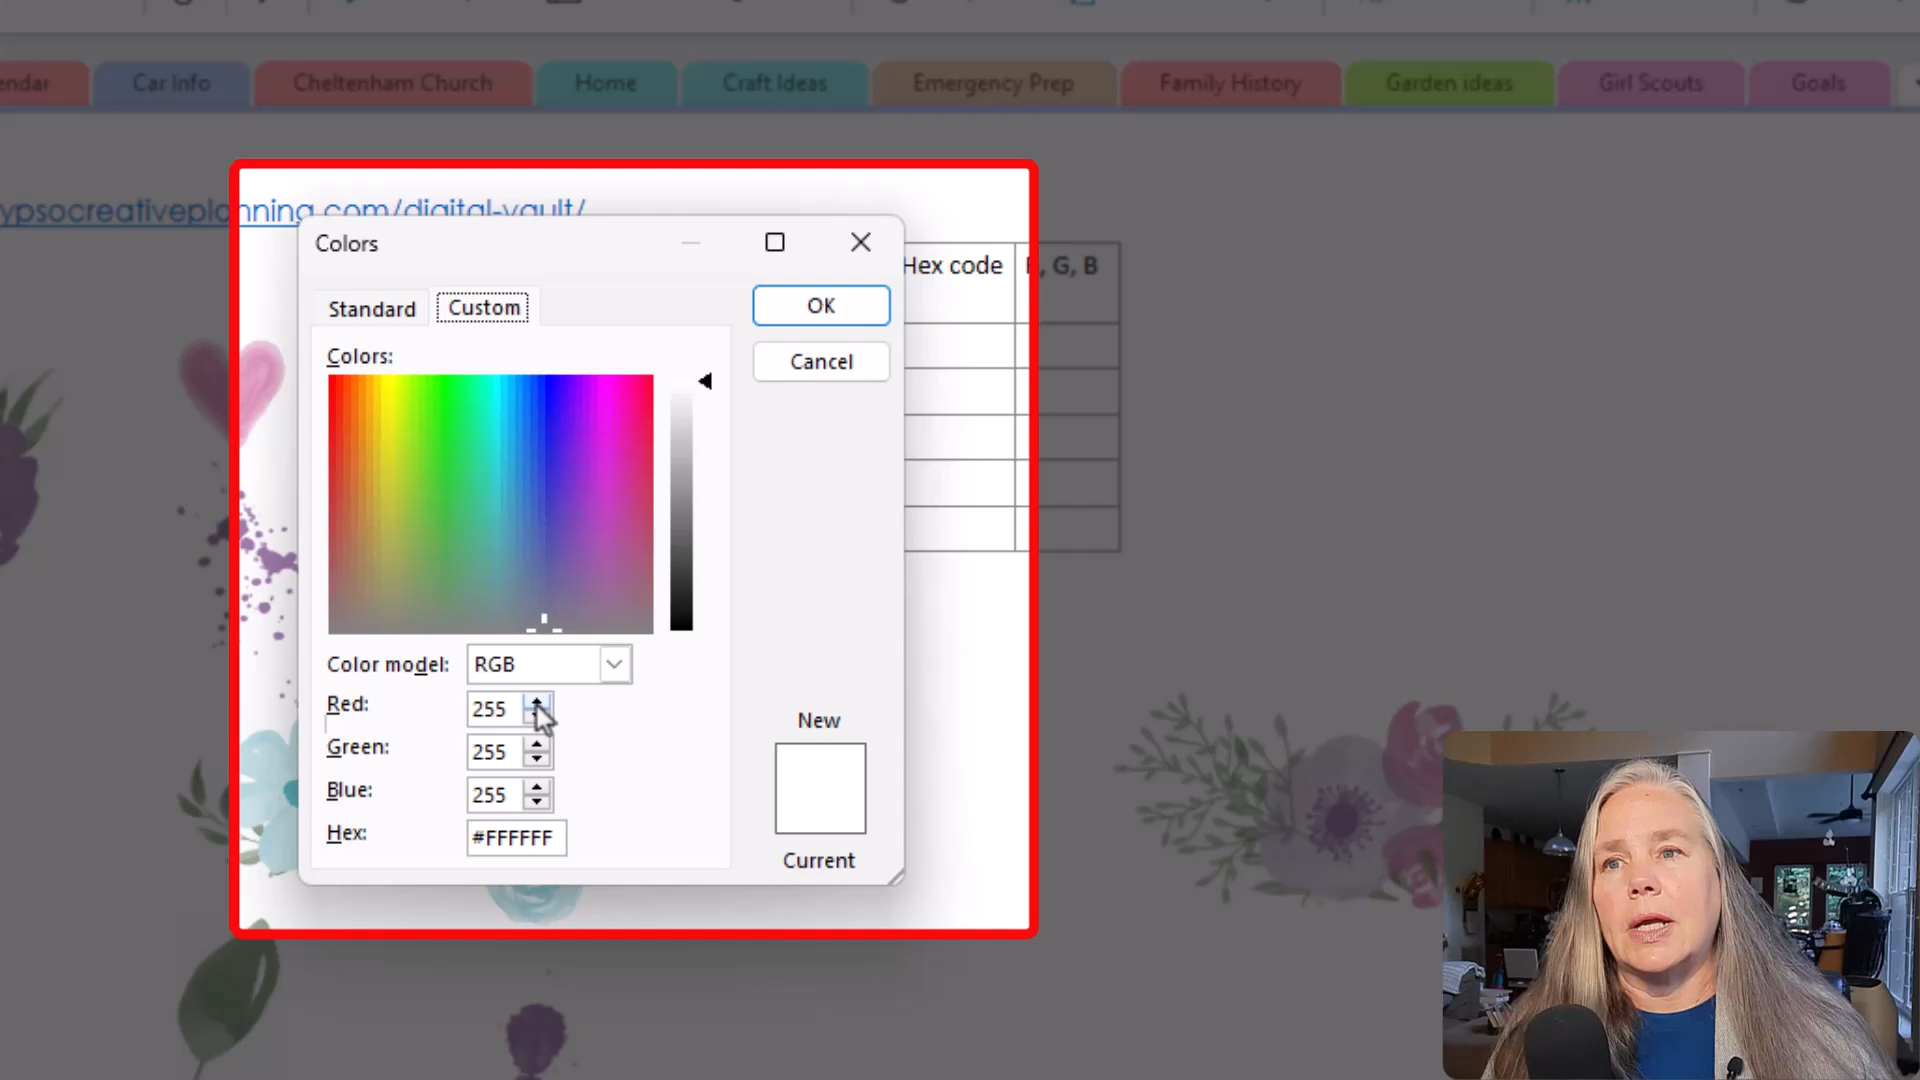 endar Car Info Cheltenham Church Home Craft Ideas Emergency Prep Family History Garden ideas Girl Scouts Goals
ypsocreativeplanning.com/digital-vault/
Colors
Hex code
, G, B
Standard Custom
OK
Colors:
Cancel
Color model: RGB
Red: 255
Green: 255
Blue: 255
Hex: #FFFFFF
New
Current